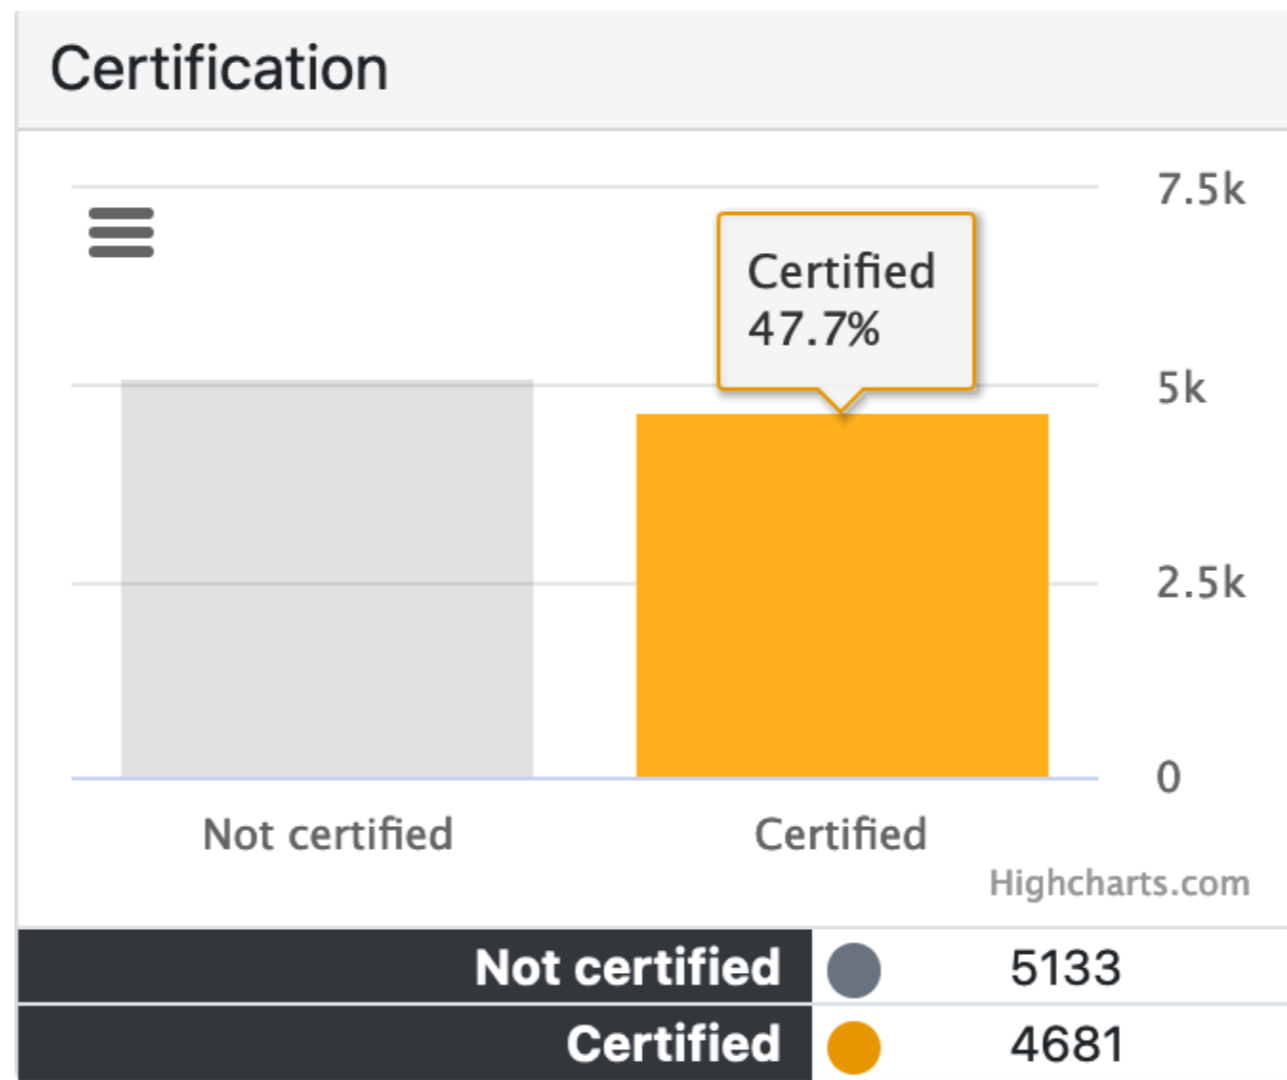 Certification
7.5k
Certified
47.7%
5k
2.5k
0
Not certified
Certified
Highcharts.com
Not certified 5133
Certified 4681